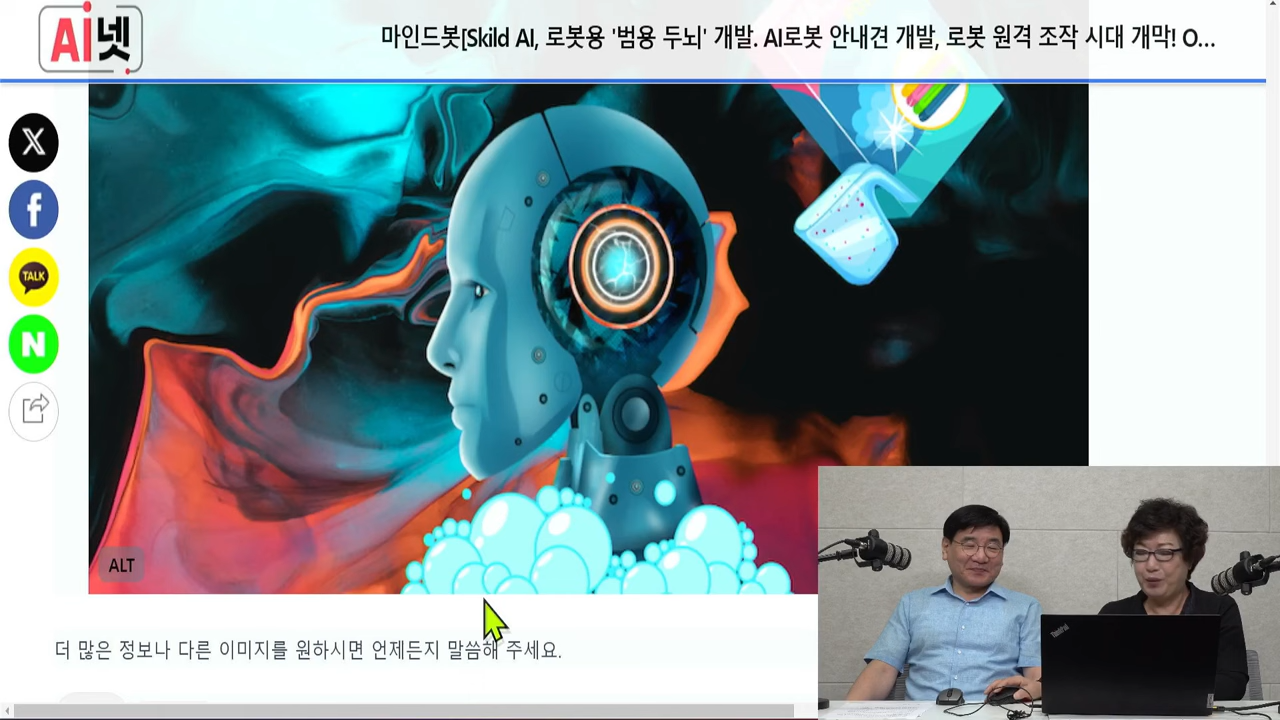 Ai넷
마인드봇[Skild AI, 로봇용 '범용 두뇌' 개발. AI로봇 안내견 개발, 로봇 원격 조작 시대 개막! O...
X
f
TALK
N
ALT
더 많은 정보나 다른 이미지를 원하시면 언제든지 말씀해 주세요.
ThinkPad